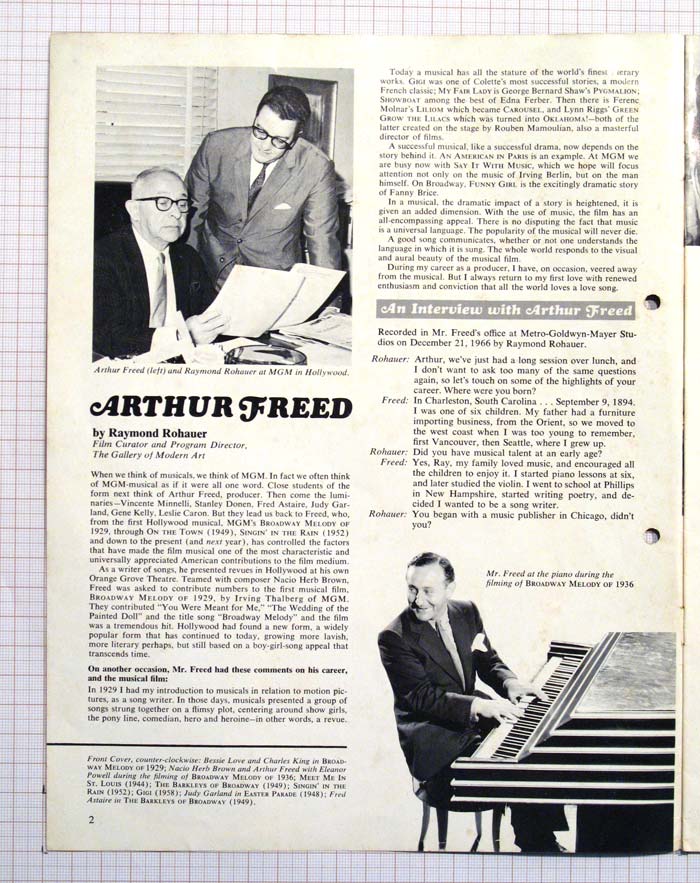 Arthur Freed (left) and Raymond Rohauer at MGM in Hollywood.
ARTHUR FREED
by Raymond Rohauer
Film Curator and Program Director,
The Gallery of Modern Art
When we think of musicals, we think of MGM. In fact we often think
of MGM-musical as if it were all one word. Close students of the
form next think of Arthur Freed, producer. Then come the lumi-
naries—Vincente Minnelli, Stanley Donen, Fred Astaire, Judy Gar-
land, Gene Kelly, Leslie Caron. But they lead us back to Freed, who,
from the first Hollywood musical, MGM's BROADWAY MELODY OF
1929, through ON THE TOWN (1949), SINGIN' IN THE RAIN (1952)
and down to the present (and next year), has controlled the factors
that have made the film musical one of the most characteristic and
universally appreciated American contributions to the film medium.
As a writer of songs, he presented revues in Hollywood at his own
Orange Grove Theatre. Teamed with composer Nacio Herb Brown,
Freed was asked to contribute numbers to the first musical film,
BROADWAY MELODY OF 1929, by Irving Thalberg of MGM.
They contributed "You Were Meant for Me," "The Wedding of the
Painted Doll" and the title song "Broadway Melody" and the film
was a tremendous hit. Hollywood had found a new form, a widely
popular form that has continued to today, growing more lavish,
more literary perhaps, but still based on a boy-girl-song appeal that
transcends time.
On another occasion, Mr. Freed had these comments on his career,
and the musical film:
In 1929 I had my introduction to musicals in relation to motion pic-
tures, as a song writer. In those days, musicals presented a group of
songs strung together on a flimsy plot, centering around show girls,
the pony line, comedian, hero and heroine—in other words, a revue.
Front Cover, counter-clockwise: Bessie Love and Charles King in BROAD-
WAY MELODY OF 1929; Nacio Herb Brown and Arthur Freed with Eleanor
Powell during the filming of BROADWAY MELODY OF 1936; MEET ME IN
ST. LOUIS (1944); THE BARKLEYS OF BROADWAY (1949); SINGIN' IN THE
RAIN (1952); GIGI (1958); Judy Garland in EASTER PARADE (1948); Fred
Astaire in THE BARKLEYS OF BROADWAY (1949).
2
Today a musical has all the stature of the world's finest
works. GIGI was one of Colette's most successful stories, a modern
French classic; MY FAIR LADY is George Bernard Shaw's PYGMALION;
SHOWBOAT among the best of Edna Ferber. Then there is Ferenc
Molnar's LILIOM which became CAROUSEL, and Lynn Riggs' GREEN
GROW THE LILACS which was turned into OKLAHOMA!—both of the
latter created on the stage by Rouben Mamoulian, also a masterful
director of films.
A successful musical, like a successful drama, now depends on the
story behind it. AN AMERICAN IN PARIS is an example. At MGM we
are busy now with SAY IT WITH MUSIC, which we hope will focus
attention not only on the music of Irving Berlin, but on the man
himself. On Broadway, FUNNY GIRL is the excitingly dramatic story
of Fanny Brice.
In a musical, the dramatic impact of a story is heightened, it is
given an added dimension. With the use of music, the film has an
all-encompassing appeal. There is no disputing the fact that music
is a universal language. The popularity of the musical will never die.
A good song communicates, whether or not one understands the
language in which it is sung. The whole world responds to the visual
and aural beauty of the musical film.
During my career as a producer, I have, on occasion, veered away
from the musical. But I always return to my first love with renewed
enthusiasm and conviction that all the world loves a love song.
An Interview with Arthur Freed
Recorded in Mr. Freed's office at Metro-Goldwyn-Mayer Stu-
dios on December 21, 1966 by Raymond Rohauer.
Rohauer: Arthur, we've just had a long session over lunch, and
I don't want to ask too many of the same questions
again, so let's touch on some of the highlights of your
career. Where were you born?
Freed: In Charleston, South Carolina . . . September 9, 1894.
I was one of six children. My father had a furniture
importing business, from the Orient, so we moved to
the west coast when I was too young to remember,
first Vancouver, then Seattle, where I grew up.
Rohauer: Did you have musical talent at an early age?
Freed: Yes, Ray, my family loved music, and encouraged all
the children to enjoy it. I started piano lessons at six,
and later studied the violin. I went to school at Phillips
in New Hampshire, started writing poetry, and de-
cided I wanted to be a song writer.
Rohauer: You began with a music publisher in Chicago, didn't
you?
Mr. Freed at the piano during the
filming of BROADWAY MELODY OF 1936